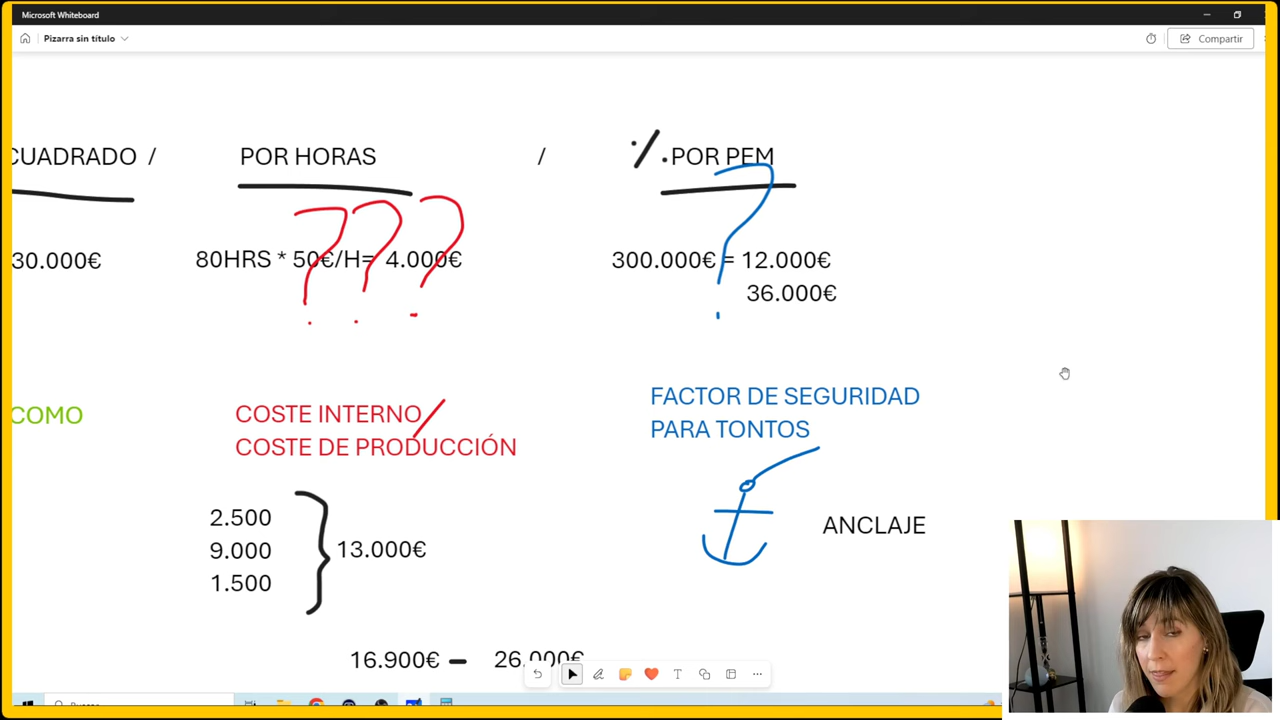 Microsoft Whiteboard
Pizarra sin título
Compartir
CUADRADO / POR HORAS / %. POR PEM
???
?
30.000€ 80HRS * 50€/H= 4.000€ 300.000€ = 12.000€
36.000€
COMO COSTE INTERNO/ FACTOR DE SEGURIDAD
COSTE DE PRODUCCIÓN PARA TONTOS
2.500
9.000 } 13.000€ ANCLAJE
1.500
16.900€ - 26.000€